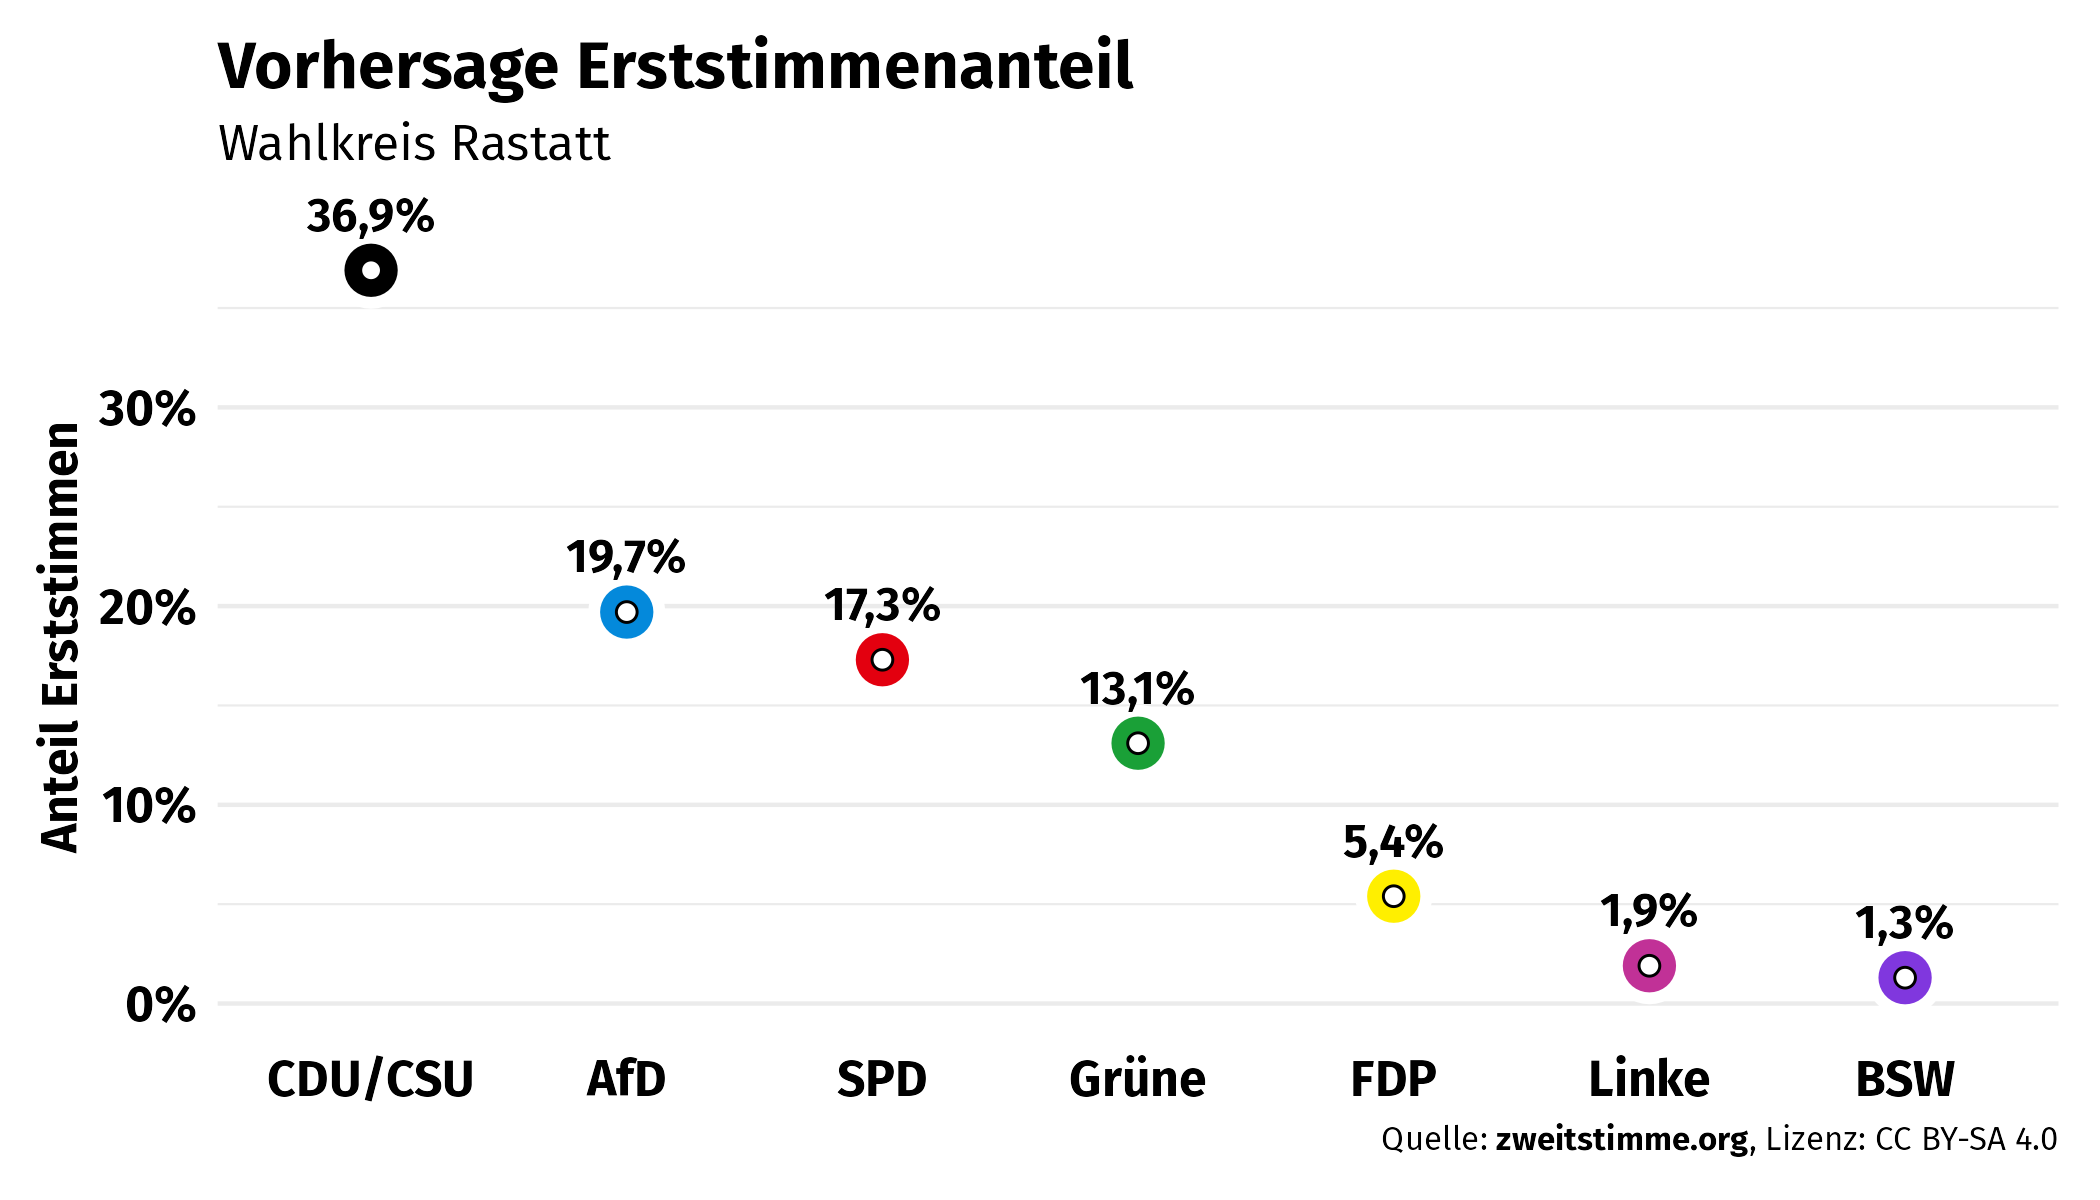 Vorhersage Erststimmenanteil
Wahlkreis Rastatt
36,9%
30%
19,7%
20%
17,3%
13,1%
10%
5,4%
1,9%
1,3%
0%
Anteil Erststimmen
CDU/CSU AfD SPD Grüne FDP Linke BSW
Quelle: zweitstimme.org, Lizenz: CC BY-SA 4.0